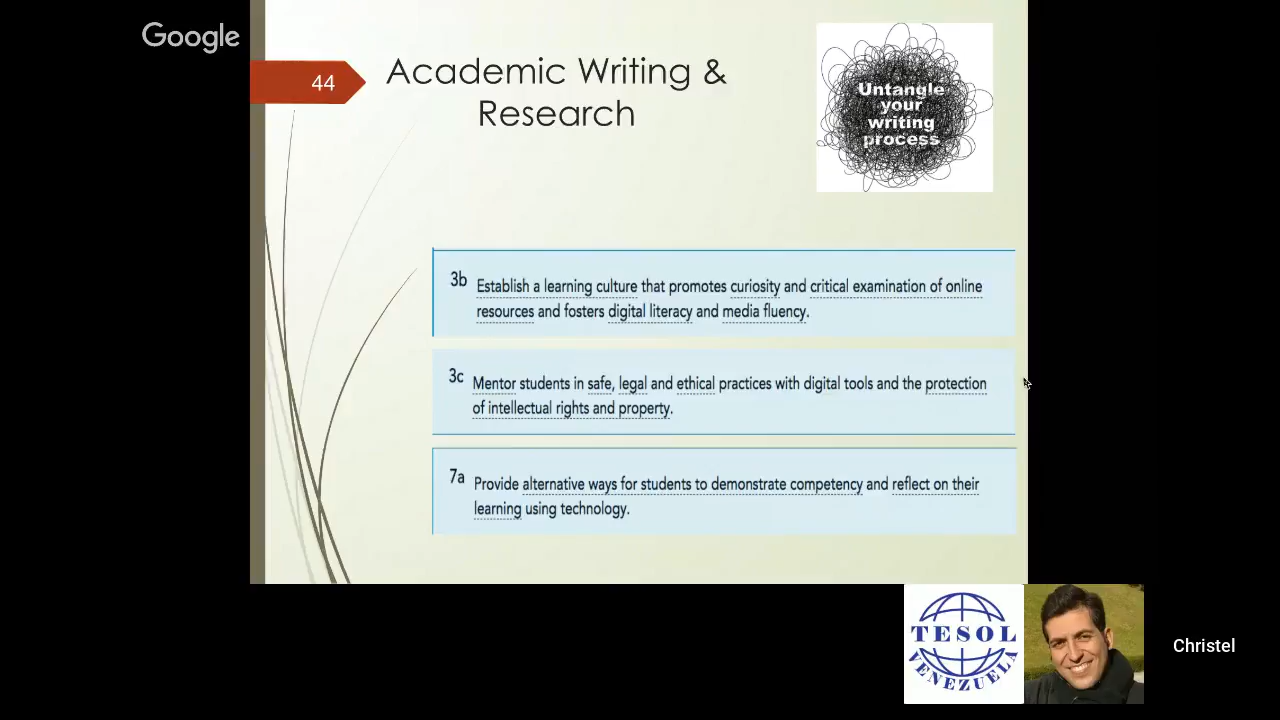 Google
44
Academic Writing &
Research
Untangle
your
writing
process
3b
Establish a learning culture that promotes curiosity and critical examination of online
resources and fosters digital literacy and media fluency.
3c
Mentor students in safe, legal and ethical practices with digital tools and the protection
of intellectual rights and property.
7a
Provide alternative ways for students to demonstrate competency and reflect on their
learning using technology.
TESOL
VENEZUELA
Christel